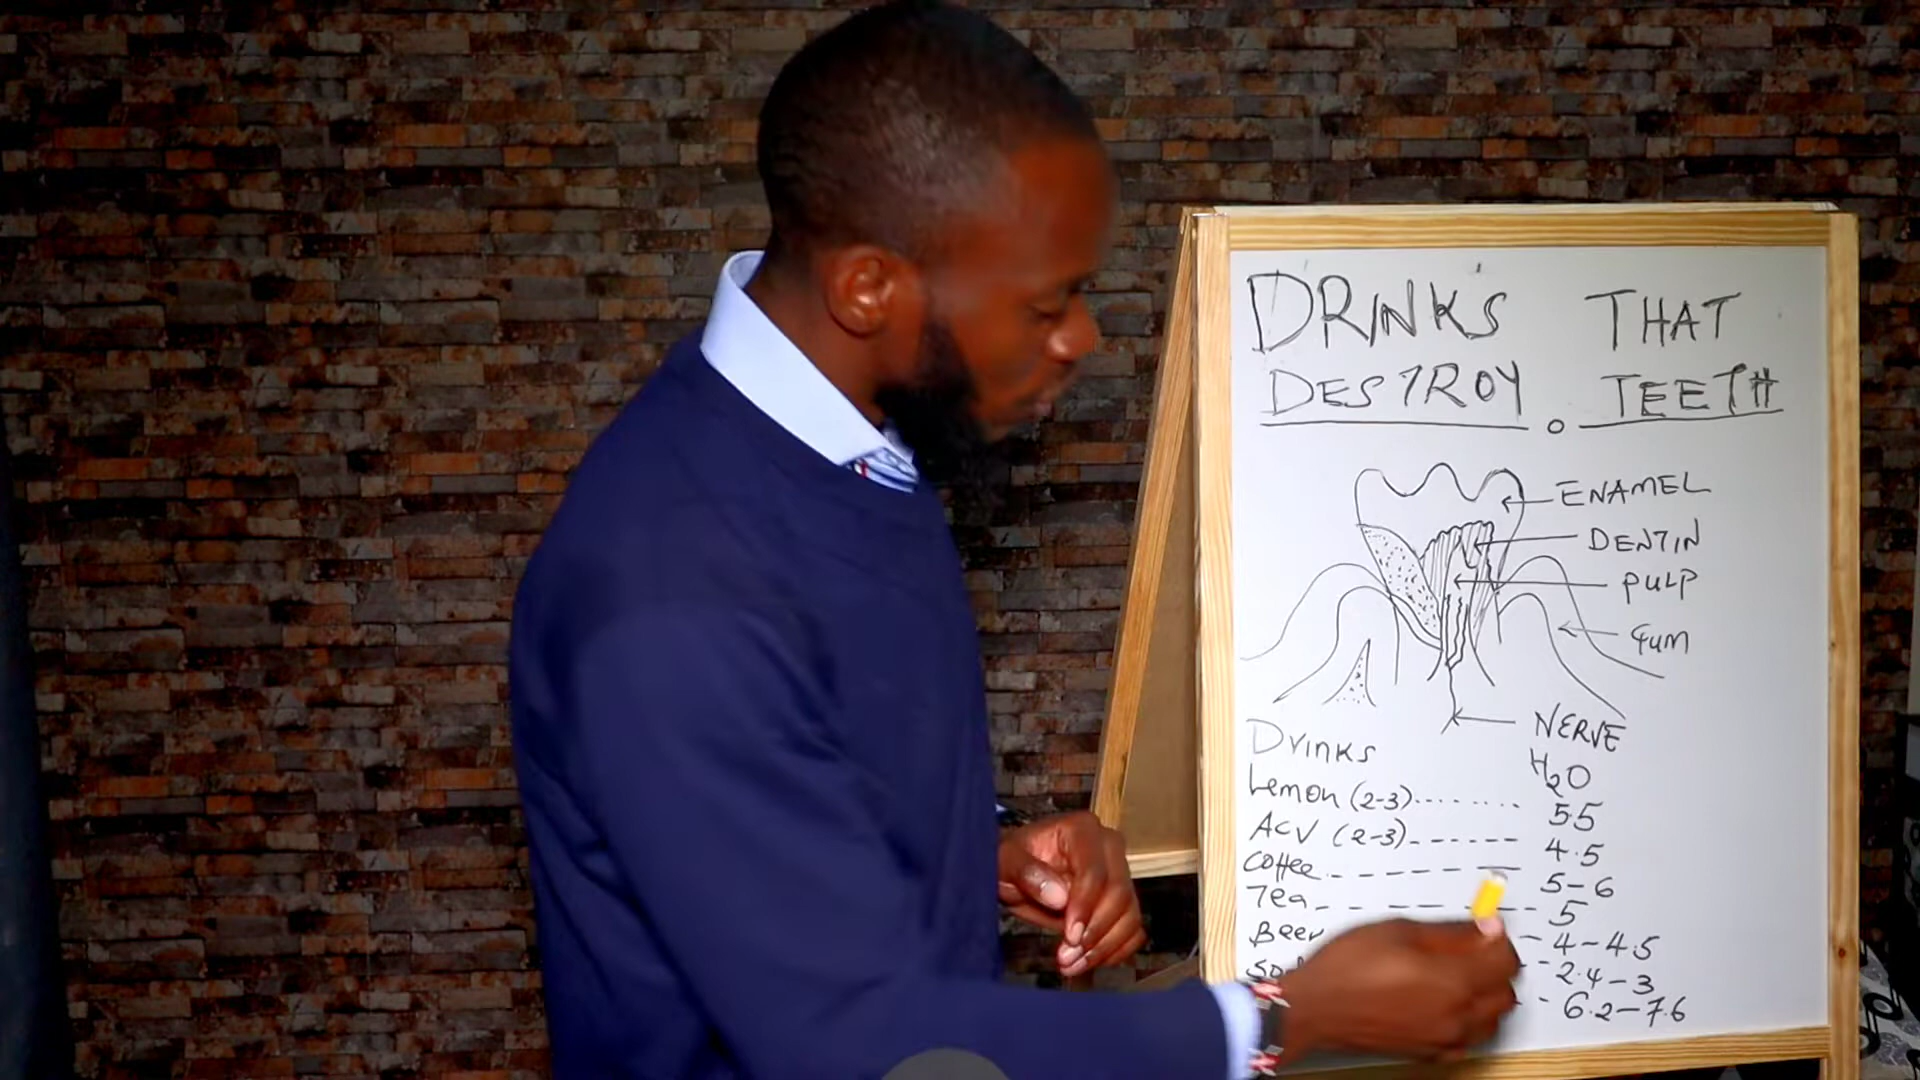 DRINKS THAT
DESTROY TEETH
ENAMEL
DENTIN
PULP
Gum
NERVE
Drinks H₂O
Lemon (2-3)........ 5.5
ACV (2-3)------ 4.5
Coffee.------- 5-6
Tea------ 5
Beer -4-4.5
--2.4-3
-6.2-7.6